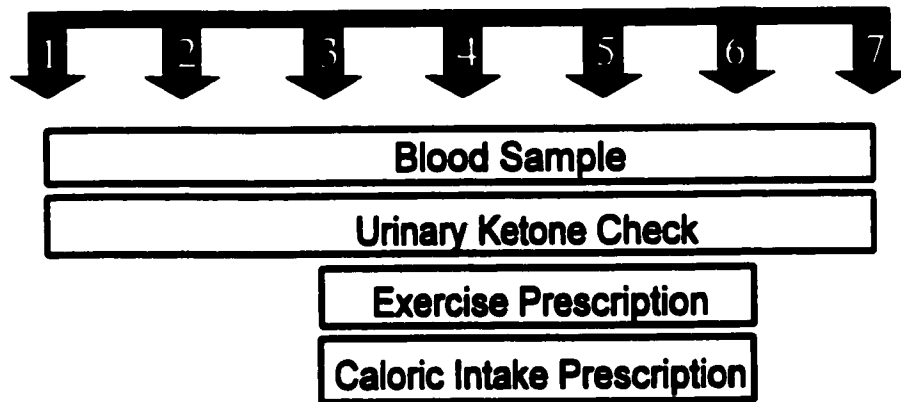 1 2 3 4 5 6 7
Blood Sample
Urinary Ketone Check
Exercise Prescription
Caloric Intake Prescription